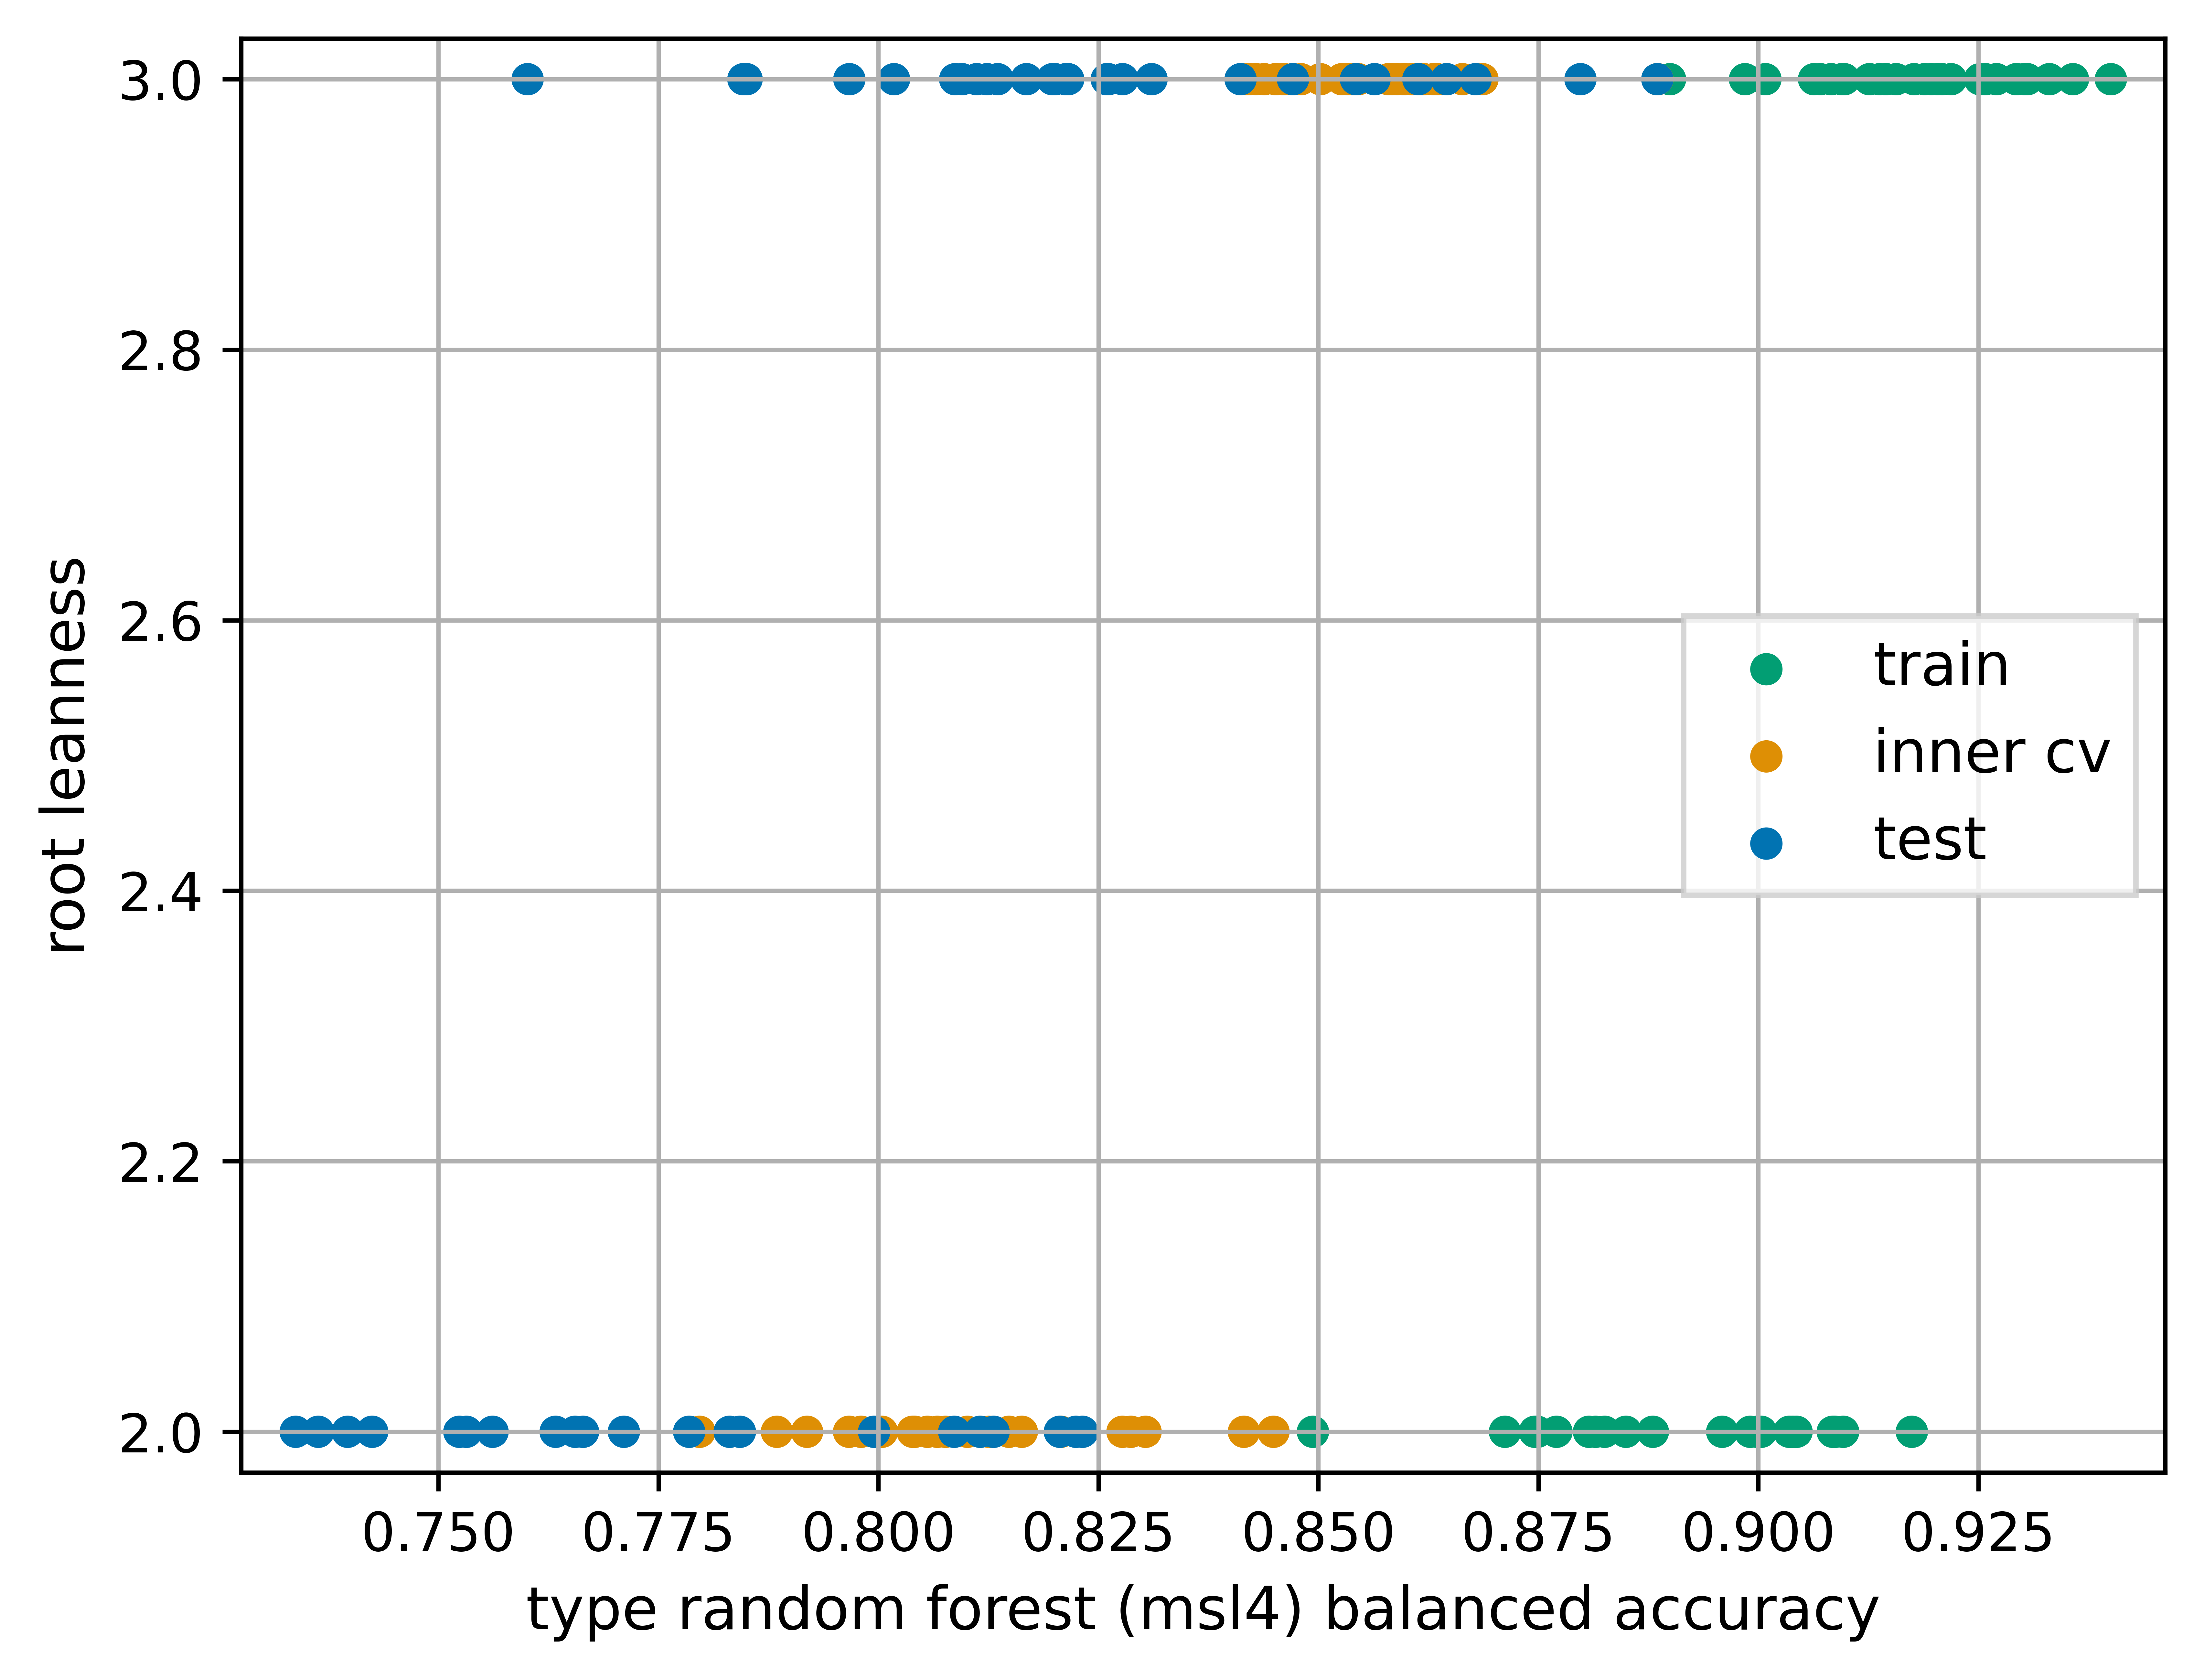 3.0
2.8
2.6
2.4
2.2
2.0
root leanness
train
inner cv
test
0.750 0.775 0.800 0.825 0.850 0.875 0.900 0.925
type random forest (msl4) balanced accuracy